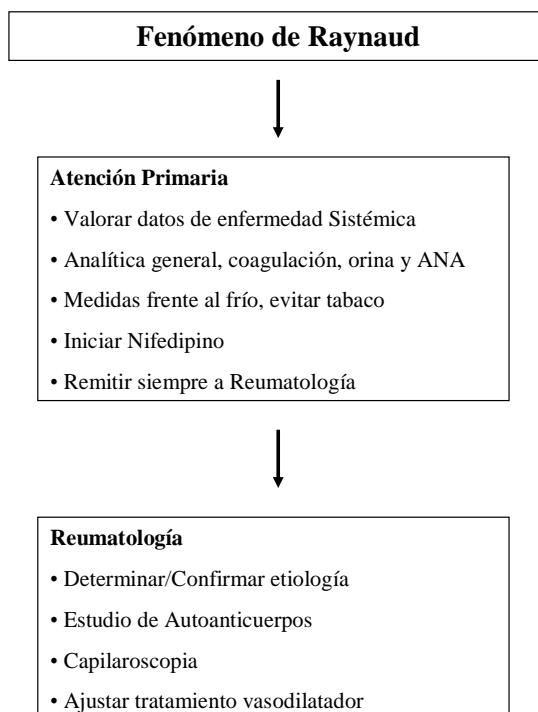 Fenómeno de Raynaud
Atención Primaria
• Valorar datos de enfermedad Sistémica
• Analítica general, coagulación, orina y ANA
• Medidas frente al frío, evitar tabaco
• Iniciar Nifedipino
• Remitir siempre a Reumatología
Reumatología
• Determinar/Confirmar etiología
• Estudio de Autoanticuerpos
• Capilaroscopia
• Ajustar tratamiento vasodilatador